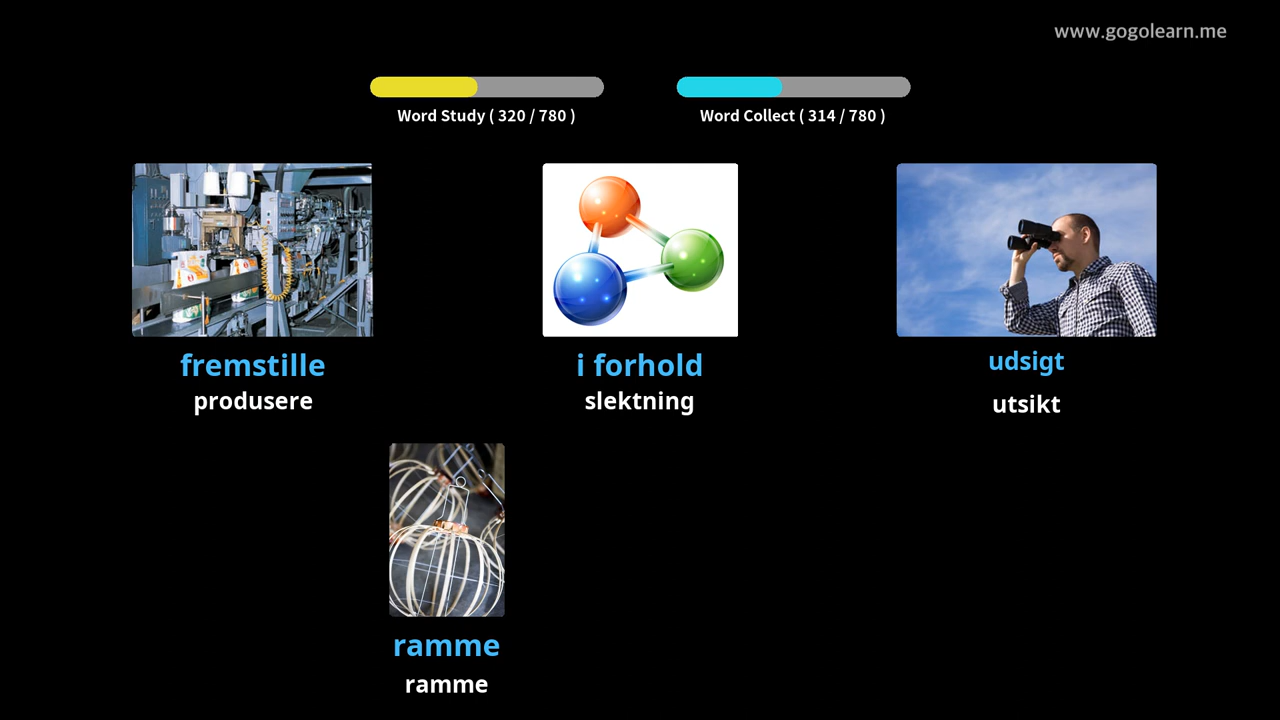 www.gogolearn.me
Word Study ( 320 / 780 )
Word Collect ( 314 / 780 )
fremstille
produsere
i forhold
slektning
udsigt
utsikt
ramme
ramme